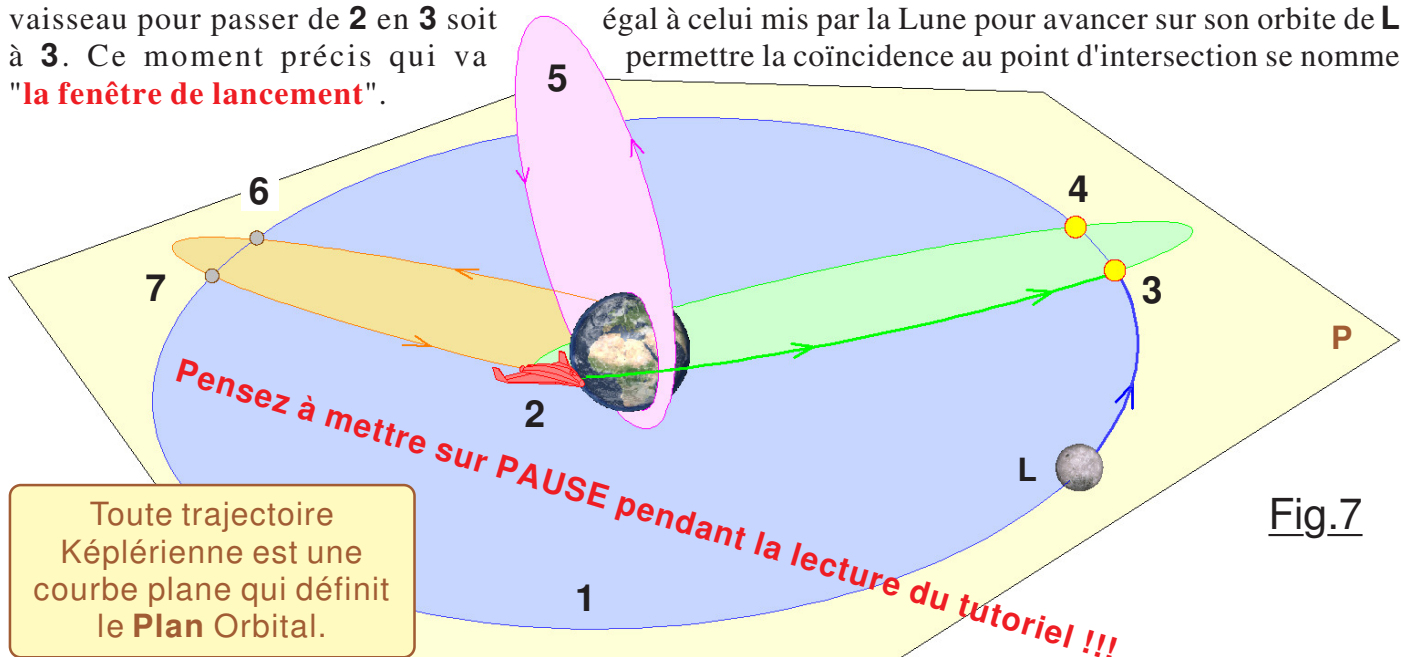 vaisseau pour passer de 2 en 3 soit égal à celui mis par la Lune pour avancer sur son orbite de L
à 3. Ce moment précis qui va permettre la coïncidence au point d'intersection se nomme
"la fenêtre de lancement".
5
6
4
7
3
P
2
Pensez à mettre sur PAUSE pendant la lecture du tutoriel !!!
L
Toute trajectoire
Képlérienne est une
courbe plane qui définit
le Plan Orbital.
Fig.7
1